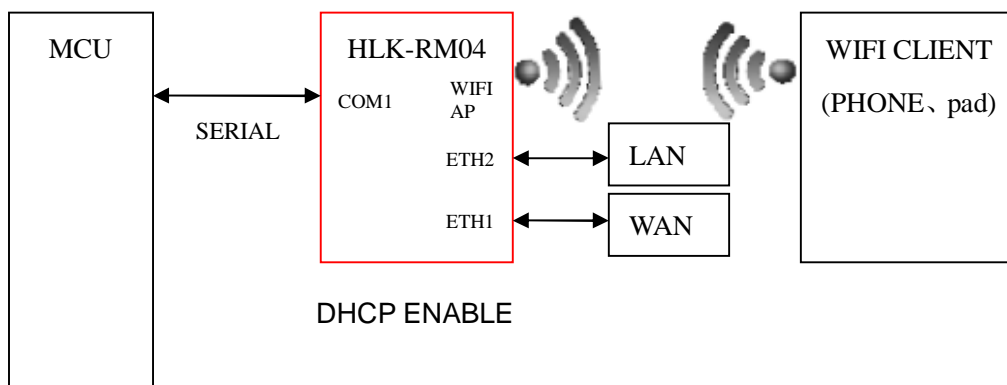 MCU
SERIAL
HLK-RM04
COM1
WIFI
AP
ETH2
ETH1
LAN
WAN
WIFI CLIENT
(PHONE、pad)
DHCP ENABLE